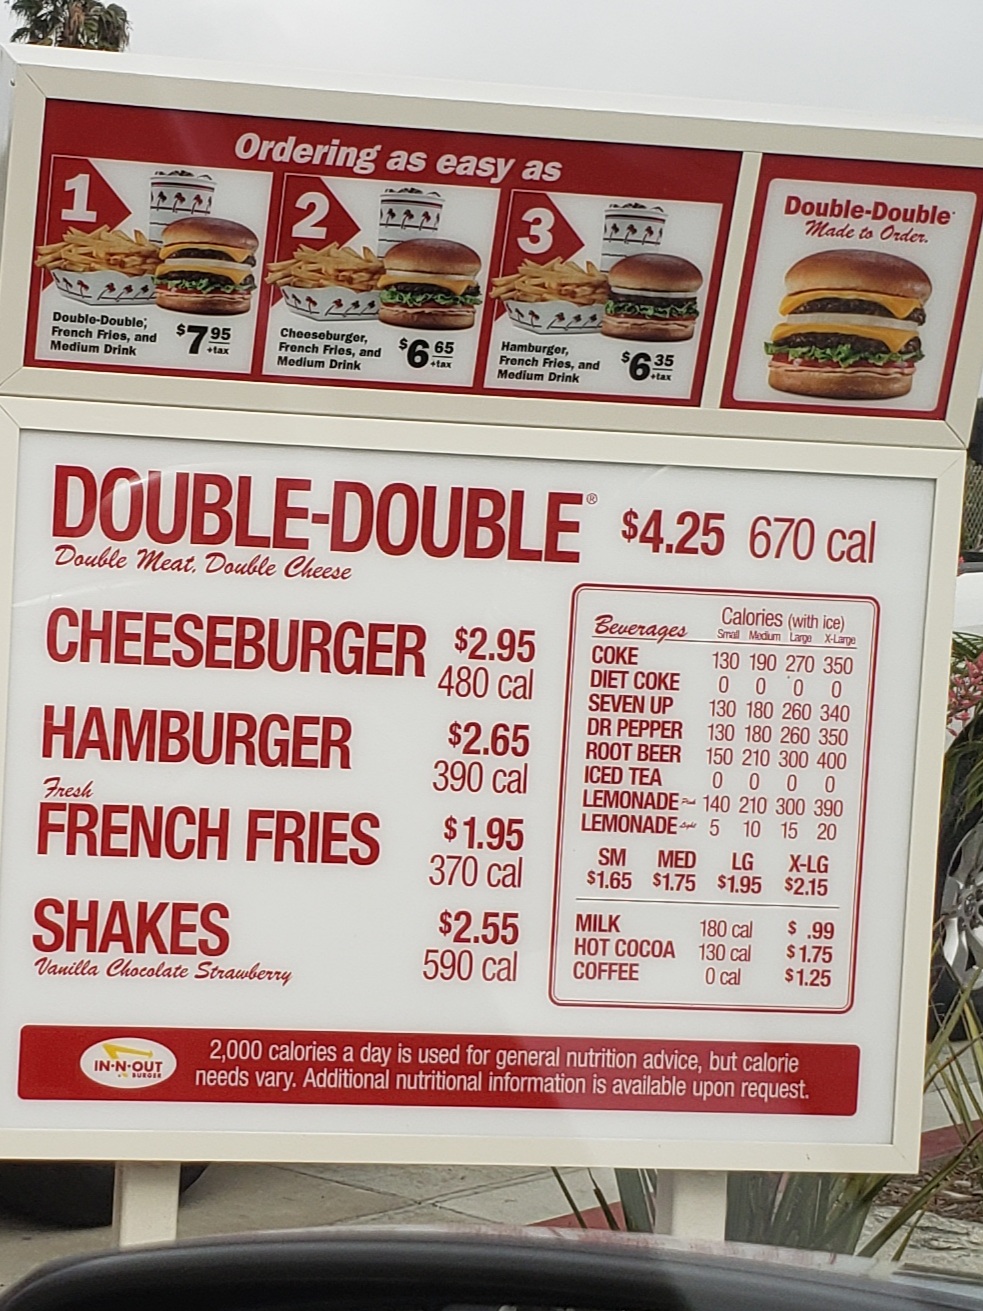 Ordering as easy as
1
Double-Double,®
French Fries, and
Medium Drink
$7 95 +tax
2
Cheeseburger,
French Fries, and
Medium Drink
$6 65 +tax
3
Hamburger,
French Fries, and
Medium Drink
$6 35 +tax
Double-Double®
Made to Order.
DOUBLE-DOUBLE® $4.25 670 cal
Double Meat, Double Cheese
CHEESEBURGER $2.95
480 cal
HAMBURGER $2.65
390 cal
Fresh
FRENCH FRIES $1.95
370 cal
SHAKES $2.55
Vanilla Chocolate Strawberry 590 cal
Beverages Calories (with ice)
Small Medium Large X-Large
COKE 130 190 270 350
DIET COKE 0 0 0 0
SEVEN UP 130 180 260 340
DR PEPPER 130 180 260 350
ROOT BEER 150 210 300 400
ICED TEA 0 0 0 0
LEMONADE Pink 140 210 300 390
LEMONADE Light 5 10 15 20
SM MED LG X-LG
$1.65 $1.75 $1.95 $2.15
MILK 180 cal $ .99
HOT COCOA 130 cal $1.75
COFFEE 0 cal $1.25
IN-N-OUT
BURGER
2,000 calories a day is used for general nutrition advice, but calorie
needs vary. Additional nutritional information is available upon request.